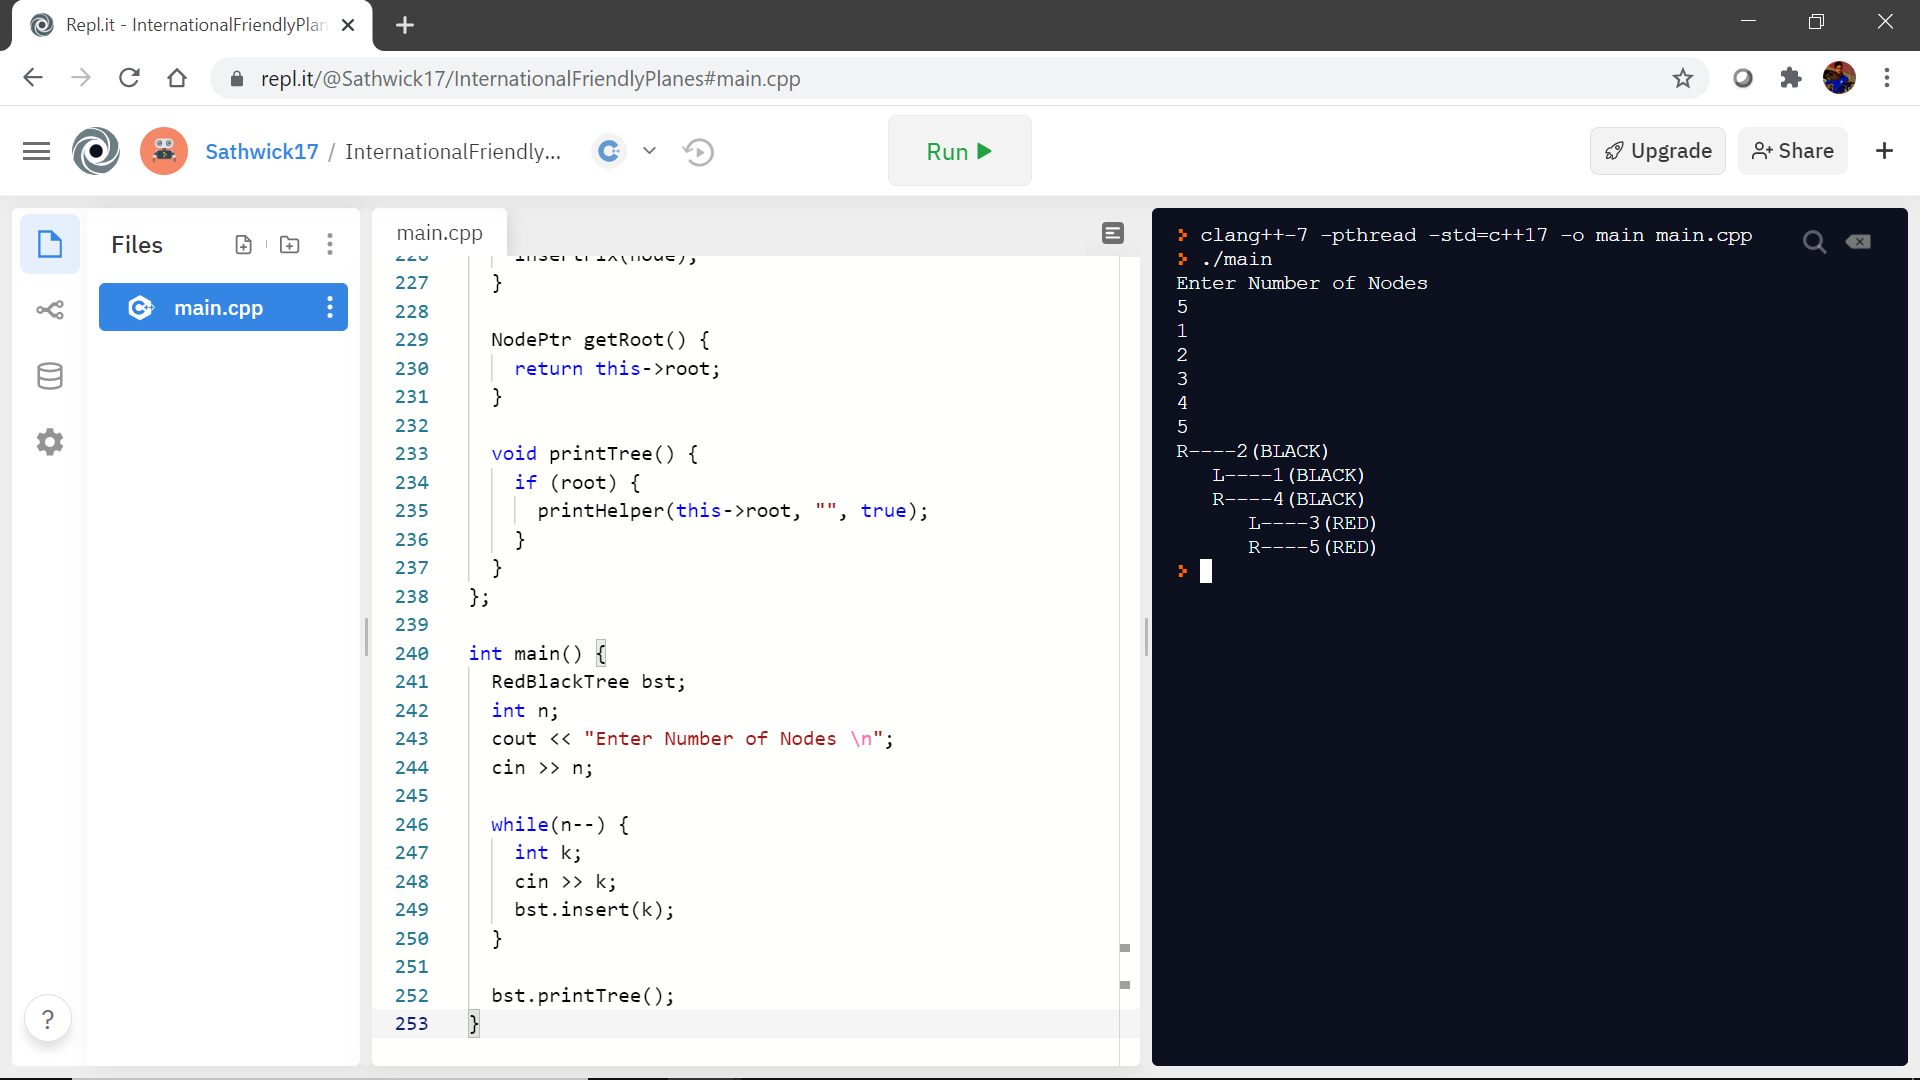 Repl.it - InternationalFriendlyPlan
repl.it/@Sathwick17/InternationalFriendlyPlanes#main.cpp
Sathwick17 / InternationalFriendly...
Run
Upgrade
Share
Files
main.cpp
main.cpp
226 insertFix(node);
227 }
228
229 NodePtr getRoot() {
230 return this->root;
231 }
232
233 void printTree() {
234 if (root) {
235 printHelper(this->root, "", true);
236 }
237 }
238 };
239
240 int main() {
241 RedBlackTree bst;
242 int n;
243 cout << "Enter Number of Nodes \n";
244 cin >> n;
245
246 while(n--) {
247 int k;
248 cin >> k;
249 bst.insert(k);
250 }
251
252 bst.printTree();
253 }
?
clang++-7 -pthread -std=c++17 -o main main.cpp
./main
Enter Number of Nodes
5
1
2
3
4
5
R----2(BLACK)
L----1(BLACK)
R----4(BLACK)
L----3(RED)
R----5(RED)